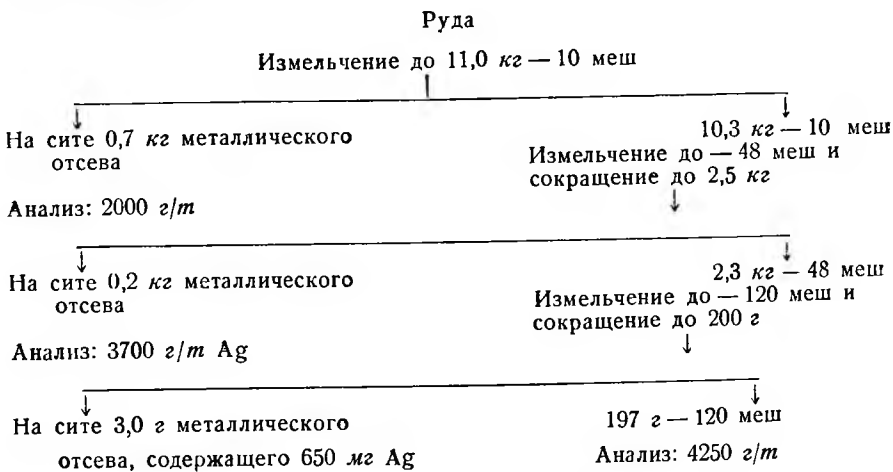 Руда
Измельчение до 11,0 кг — 10 меш
На сите 0,7 кг металлического
отсева
Анализ: 2000 г/т
10,3 кг — 10 меш
Измельчение до — 48 меш и
сокращение до 2,5 кг
На сите 0,2 кг металлического
отсева
Анализ: 3700 г/т Ag
2,3 кг — 48 меш
Измельчение до — 120 меш и
сокращение до 200 г
На сите 3,0 г металлического
отсева, содержащего 650 мг Ag
197 г — 120 меш
Анализ: 4250 г/т